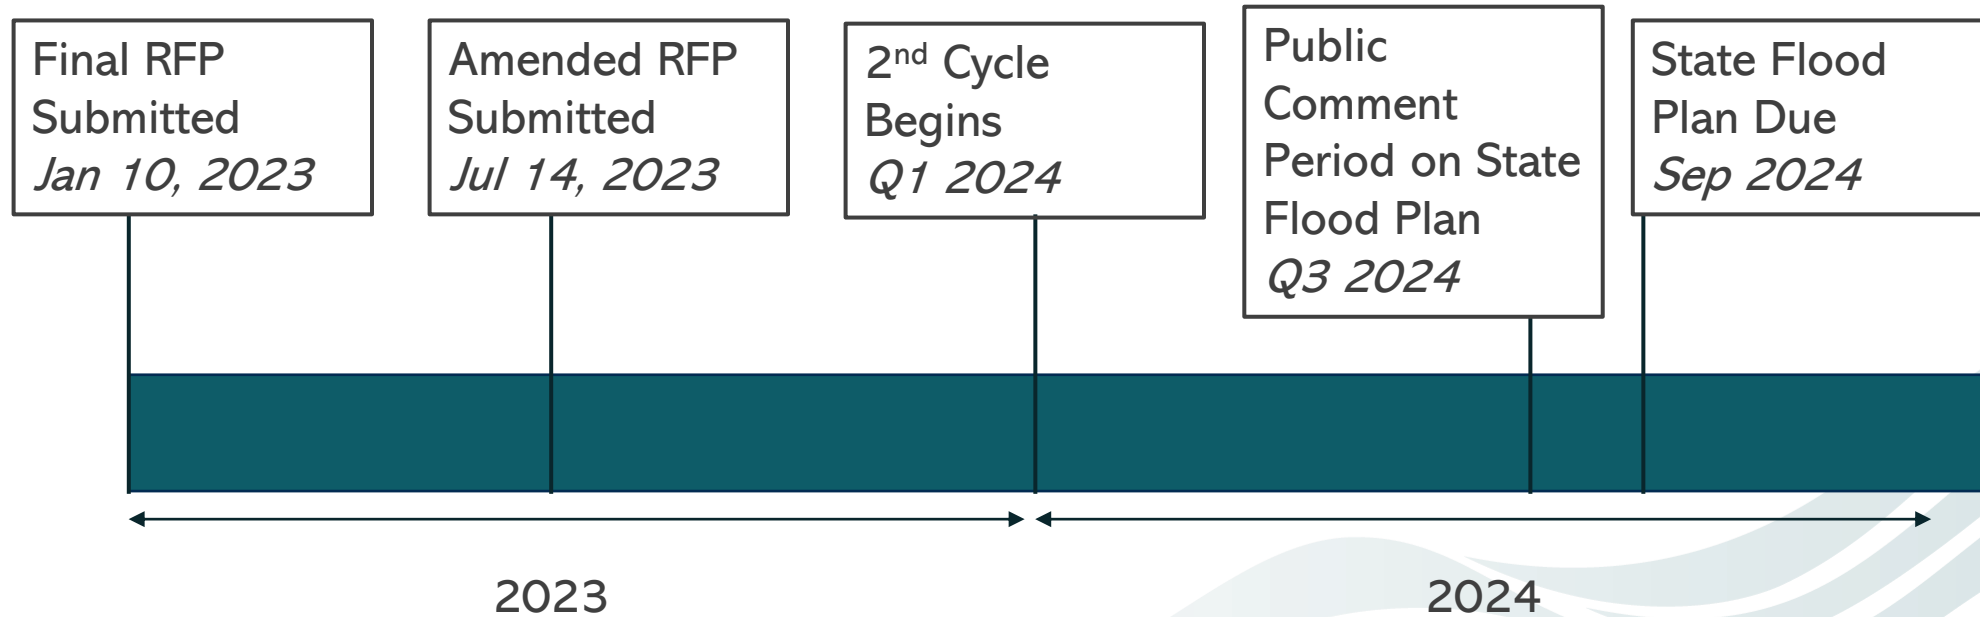 Final RFP
Submitted
Jan 10, 2023
Amended RFP
Submitted
Jul 14, 2023
2nd Cycle
Begins
Q1 2024
Public
Comment
Period on State
Flood Plan
Q3 2024
State Flood
Plan Due
Sep 2024
2023
2024